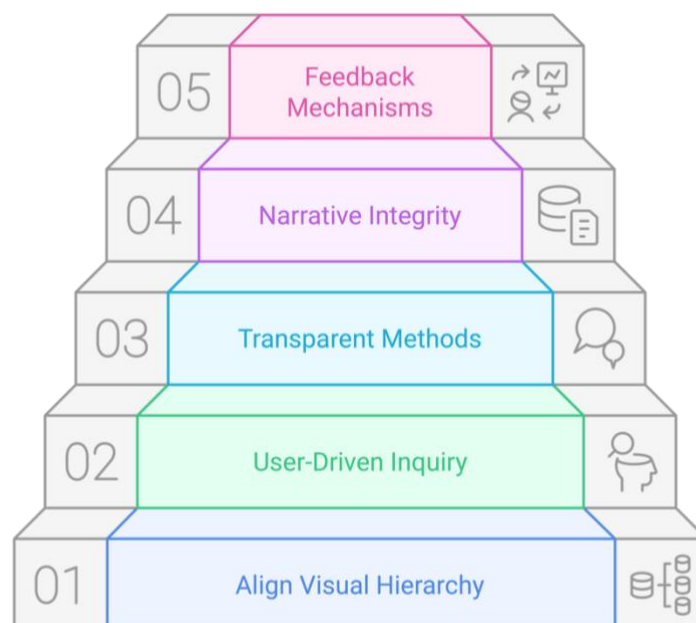 05
Feedback
Mechanisms
04
Narrative Integrity
03
Transparent Methods
02
User-Driven Inquiry
01
Align Visual Hierarchy